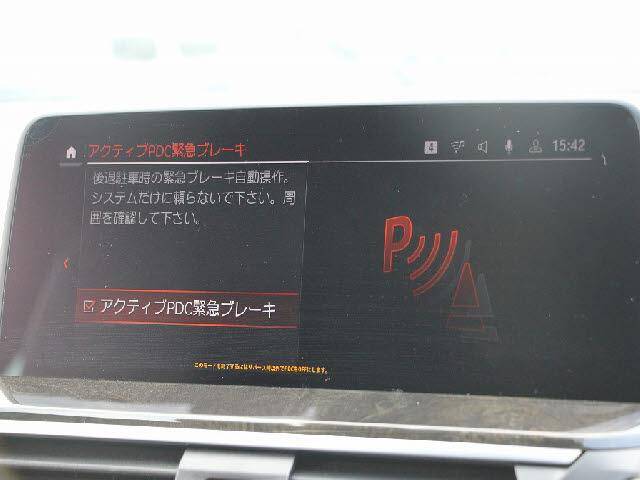 アクティブPDC緊急ブレーキ
4
15:42
後退駐車時の緊急ブレーキ自動操作。
システムだけに頼らないで下さい。周
囲を確認して下さい。
P
アクティブPDC緊急ブレーキ